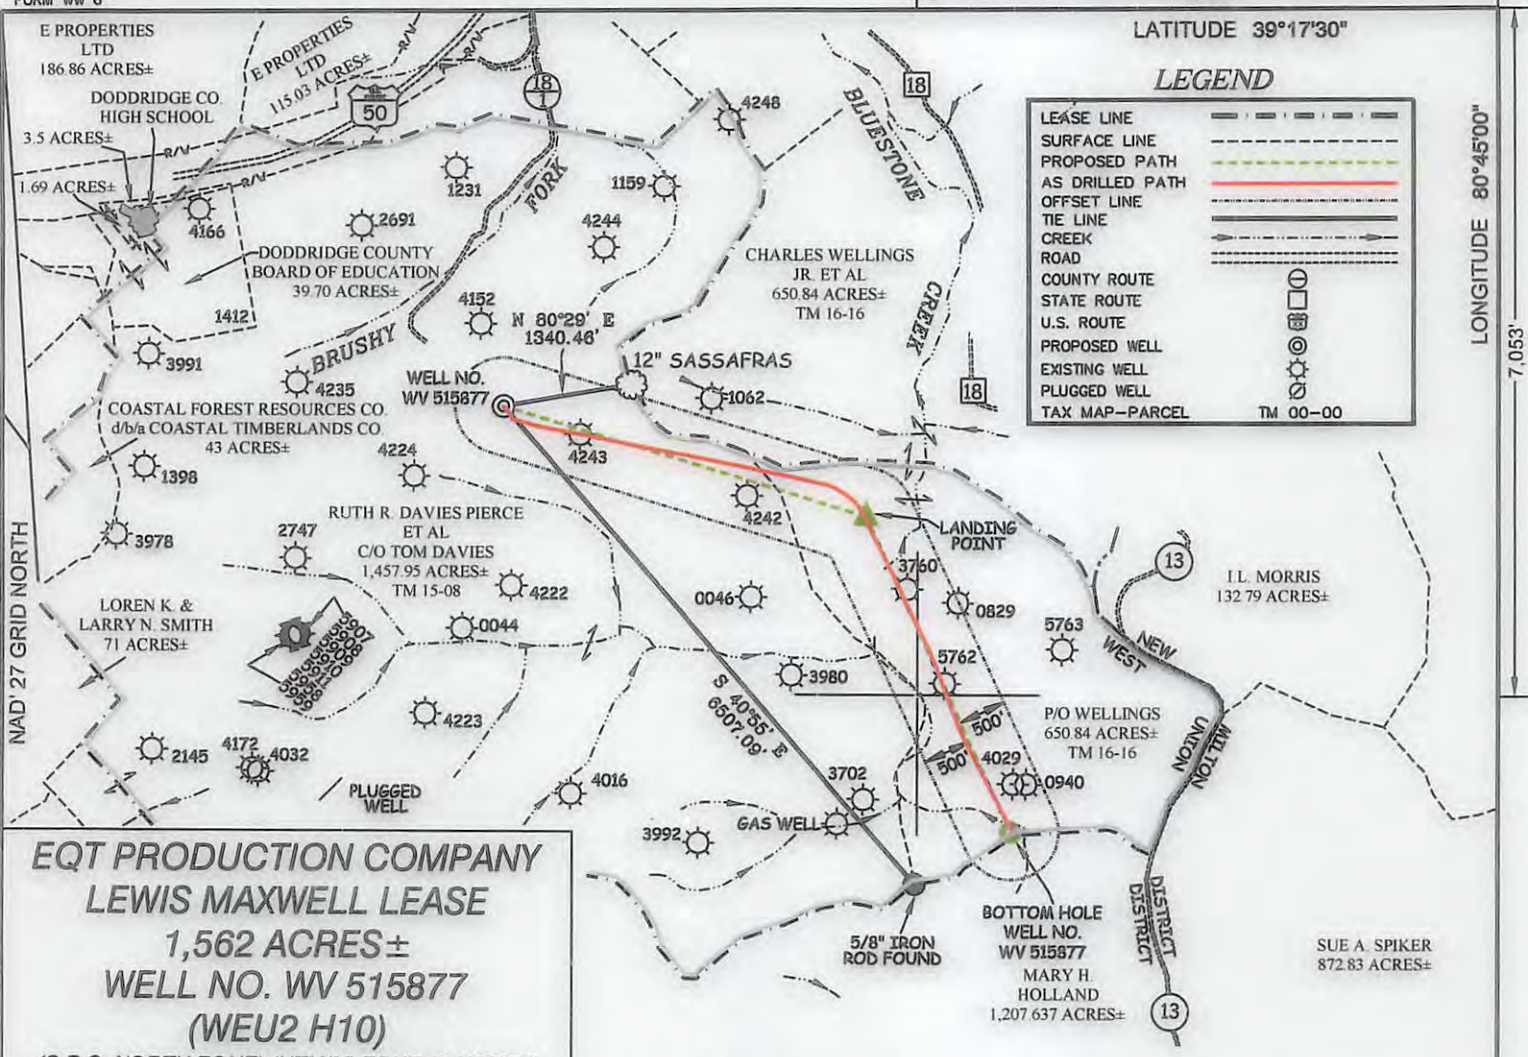 FORM WW-6
LATITUDE 39°17'30"
LONGITUDE 80°45'00"
7,053'
NAD' 27 GRID NORTH
E PROPERTIES
LTD
186.86 ACRES±
E PROPERTIES
LTD
115.03 ACRES±
DODDRIDGE CO.
HIGH SCHOOL
3.5 ACRES±
1.69 ACRES±
R/W
R/W
R/W
R/W
50
18
1
18
4248
BLUESTONE
CREEK
1231
FORK
BRUSHY
1159
4166
2691
4244
DODDRIDGE COUNTY
BOARD OF EDUCATION
39.70 ACRES±
CHARLES WELLINGS
JR. ET AL
650.84 ACRES±
TM 16-16
1412
4152
N 80°29' E
1340.46'
3991
4235
12" SASSAFRAS
WELL NO.
WV 515877
1062
18
COASTAL FOREST RESOURCES CO.
d/b/a COASTAL TIMBERLANDS CO.
43 ACRES±
LEGEND
LEASE LINE
SURFACE LINE
PROPOSED PATH
AS DRILLED PATH
OFFSET LINE
TIE LINE
CREEK
ROAD
COUNTY ROUTE
STATE ROUTE
U.S. ROUTE
PROPOSED WELL
EXISTING WELL
PLUGGED WELL
TAX MAP-PARCEL TM 00-00
4224
4243
1398
4242
RUTH R. DAVIES PIERCE
ET AL
C/O TOM DAVIES
1,457.95 ACRES±
TM 15-08
LANDING
POINT
3978
2747
3760
13
I.L. MORRIS
132.79 ACRES±
4222
0046
0829
LOREN K. &
LARRY N. SMITH
71 ACRES±
0044
5763
NEW
WEST
5762
3980
S 40°55' E
6507.09'
4223
500'
500'
P/O WELLINGS
650.84 ACRES±
TM 16-16
MILTON
UNION
2145
4172
4032
PLUGGED
WELL
4016
3702
4029
0940
3992
GAS WELL
EQT PRODUCTION COMPANY
LEWIS MAXWELL LEASE
1,562 ACRES±
WELL NO. WV 515877
(WEU2 H10)
5/8" IRON
ROD FOUND
BOTTOM HOLE
WELL NO.
WV 515877
MARY H.
HOLLAND
1,207.637 ACRES±
DISTRICT
DISTRICT
13
SUE A. SPIKER
872.83 ACRES±